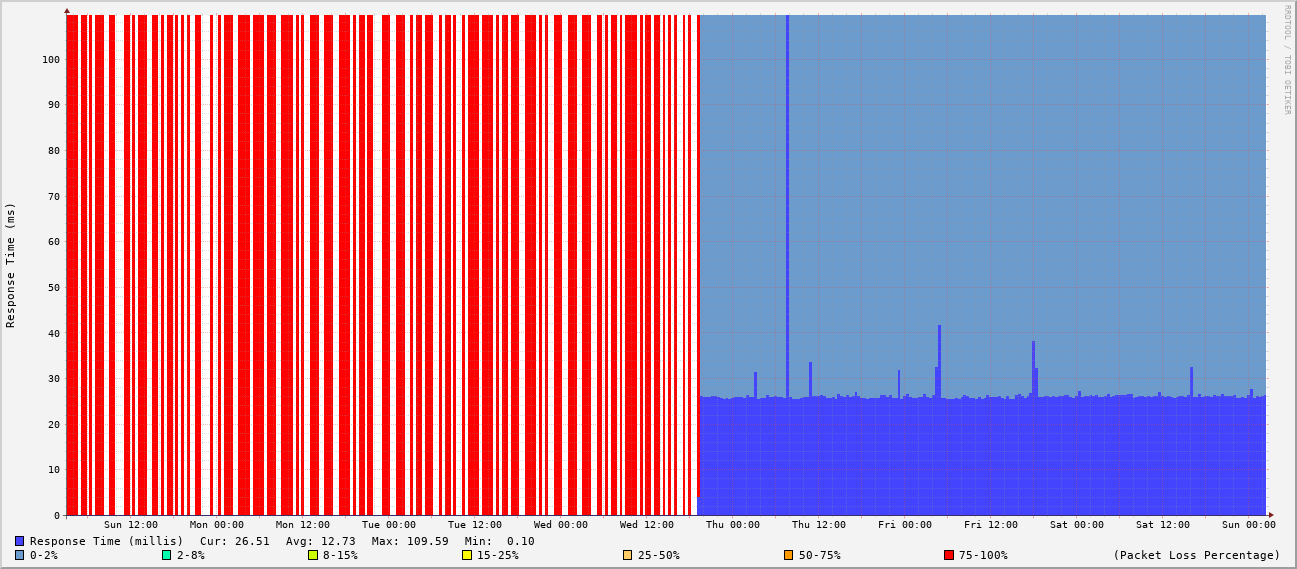 RRDTOOL / TOBI OETIKER
Response Time (ms)
100
90
80
70
60
50
40
30
20
10
0
Sun 12:00 Mon 00:00 Mon 12:00 Tue 00:00 Tue 12:00 Wed 00:00 Wed 12:00 Thu 00:00 Thu 12:00 Fri 00:00 Fri 12:00 Sat 00:00 Sat 12:00 Sun 00:00
Response Time (millis) Cur: 26.51 Avg: 12.73 Max: 109.59 Min: 0.10
0-2% 2-8% 8-15% 15-25% 25-50% 50-75% 75-100% (Packet Loss Percentage)